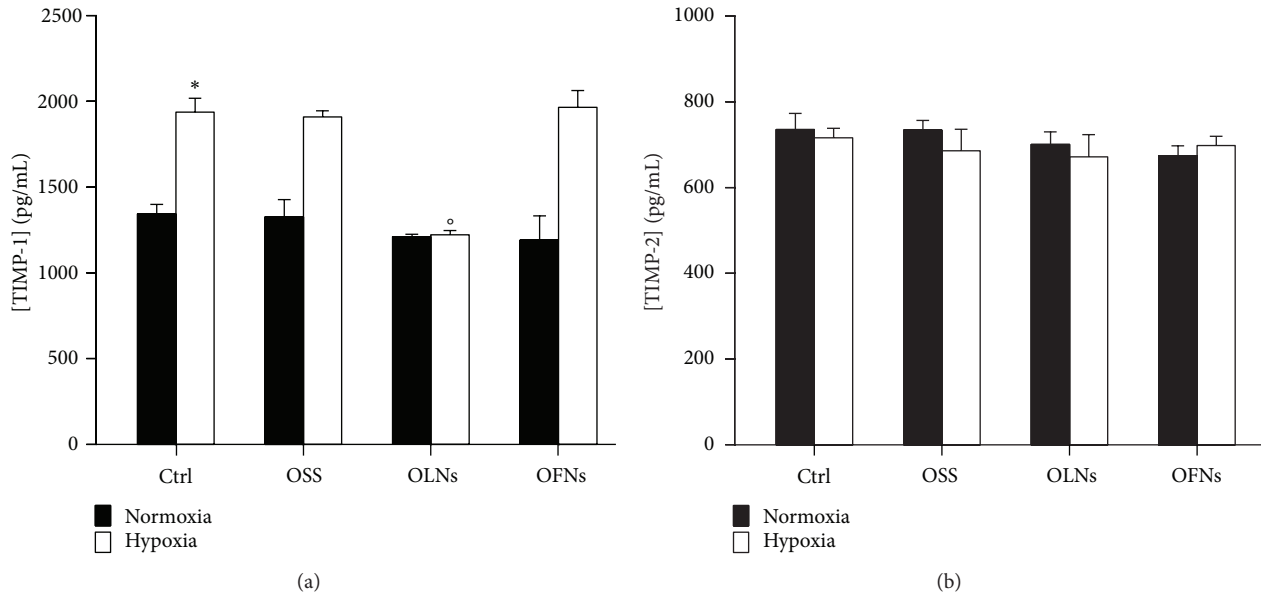 2500
2000
1500
1000
500
0
[TIMP-1] (pg/mL)
*
°
Ctrl OSS OLNs OFNs
Normoxia
Hypoxia
(a)
1000
800
600
400
200
0
[TIMP-2] (pg/mL)
Ctrl OSS OLNs OFNs
Normoxia
Hypoxia
(b)